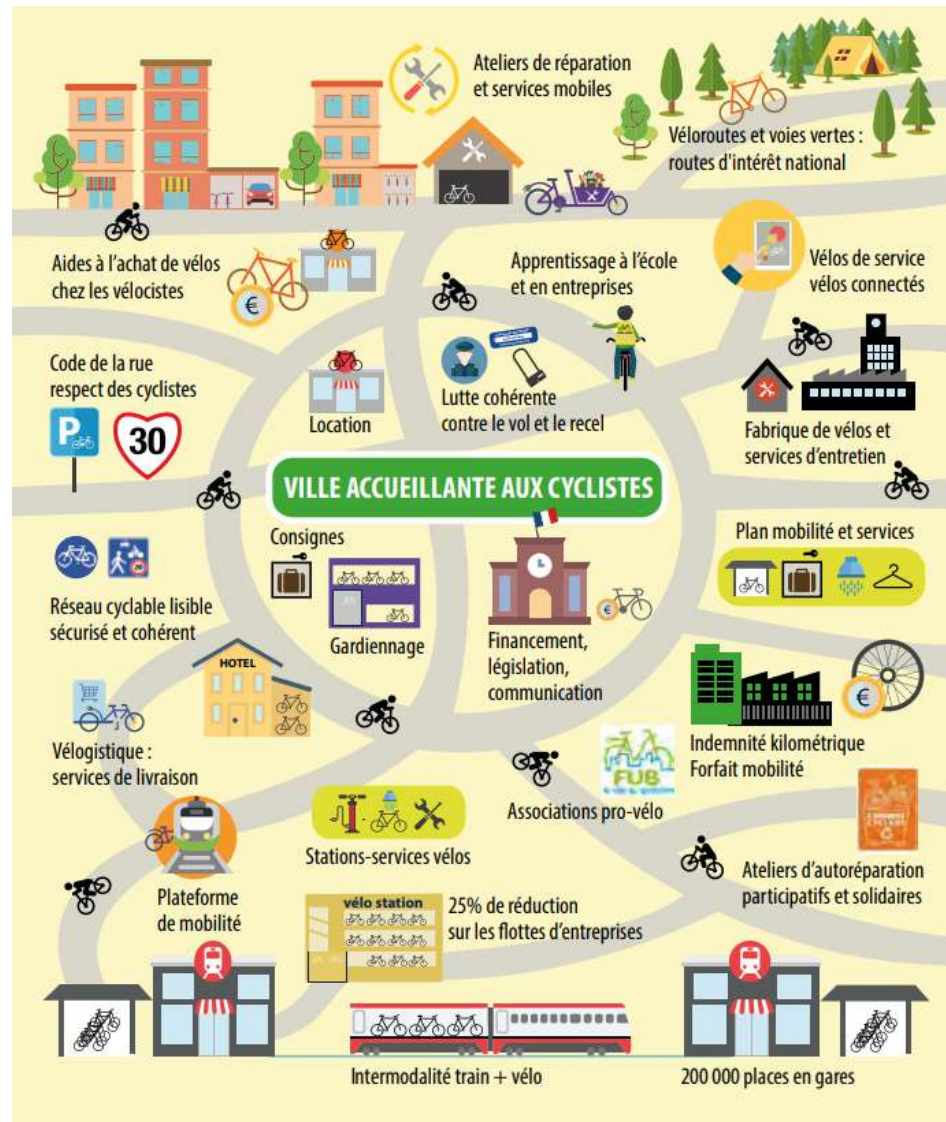 Ateliers de réparation
et services mobiles
Véloroutes et voies vertes :
routes d'intérêt national
Aides à l'achat de vélos
chez les vélocistes
€
Apprentissage à l'école
et en entreprises
Vélos de service
vélos connectés
Code de la rue
respect des cyclistes
P
30
Location
Lutte cohérente
contre le vol et le recel
Fabrique de vélos et
services d'entretien
VILLE ACCUEILLANTE AUX CYCLISTES
Consignes
Plan mobilité et services
Réseau cyclable lisible
sécurisé et cohérent
Gardiennage
€
Financement,
législation,
communication
HOTEL
€
Vélogistique :
services de livraison
Indemnité kilométrique
Forfait mobilité
FUB
Associations pro-vélo
Stations-services vélos
Ateliers d'autoréparation
participatifs et solidaires
Plateforme
de mobilité
vélo station
25% de réduction
sur les flottes d'entreprises
Intermodalité train + vélo
200 000 places en gares